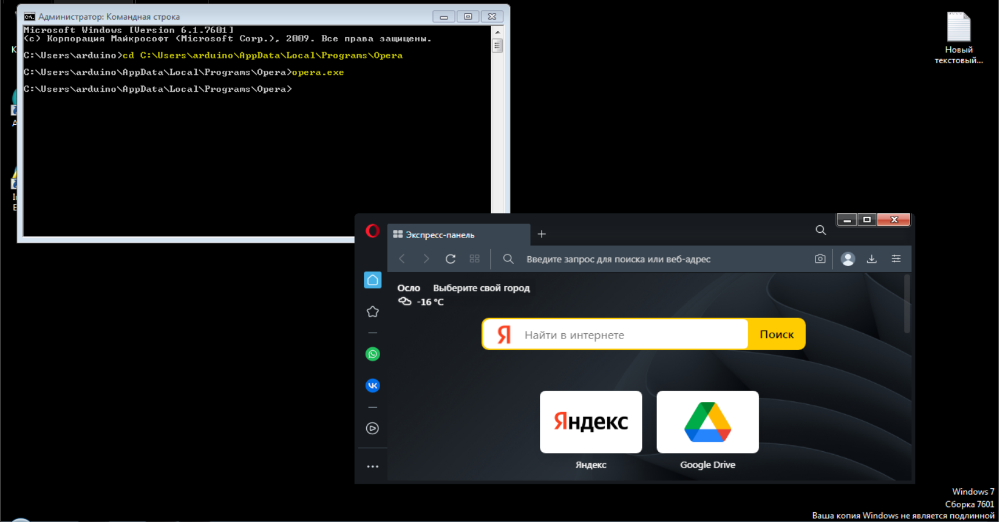 Администратор: Командная строка
Microsoft Windows [Version 6.1.7601]
(c) Корпорация Майкрософт (Microsoft Corp.), 2009. Все права защищены.
C:\Users\arduino>cd C:\Users\arduino\AppData\Local\Programs\Opera
C:\Users\arduino\AppData\Local\Programs\Opera>opera.exe
C:\Users\arduino\AppData\Local\Programs\Opera>
Новый
текстовый...
Экспресс-панель
Введите запрос для поиска или веб-адрес
Осло Выберите свой город
-16 °C
Я Найти в интернете Поиск
Яндекс
Яндекс Google Drive
Windows 7
Сборка 7601
Ваша копия Windows не является подлинной